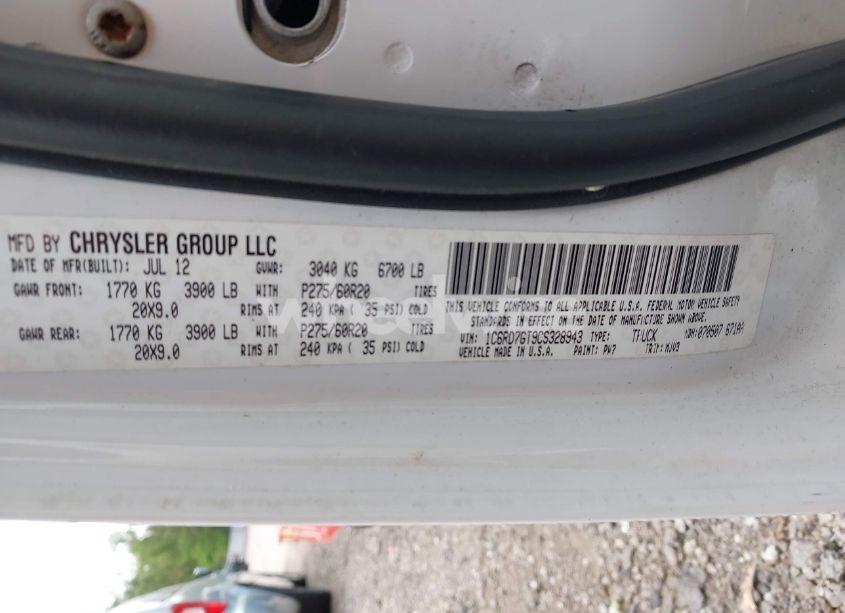 MFD BY CHRYSLER GROUP LLC
DATE OF MFR(BUILT): JUL 12 GVWR: 3040 KG 6700 LB
GAWR FRONT: 1770 KG 3900 LB WITH P275/60R20 TIRES
20X9.0 RIMS AT 240 KPA ( 35 PSI) COLD
GAWR REAR: 1770 KG 3900 LB WITH P275/60R20 TIRES
20X9.0 RIMS AT 240 KPA ( 35 PSI) COLD
THIS VEHICLE CONFORMS TO ALL APPLICABLE U.S.A. FEDERAL MOTOR VEHICLE SAFETY
STANDARDS IN EFFECT ON THE DATE OF MANUFACTURE SHOWN ABOVE.
VIN: 1C6RD7GT9CS328943 TYPE: TRUCK MDH:070907
VEHICLE MADE IN U.S.A. PAINT: PW7 TRIM: MJV9